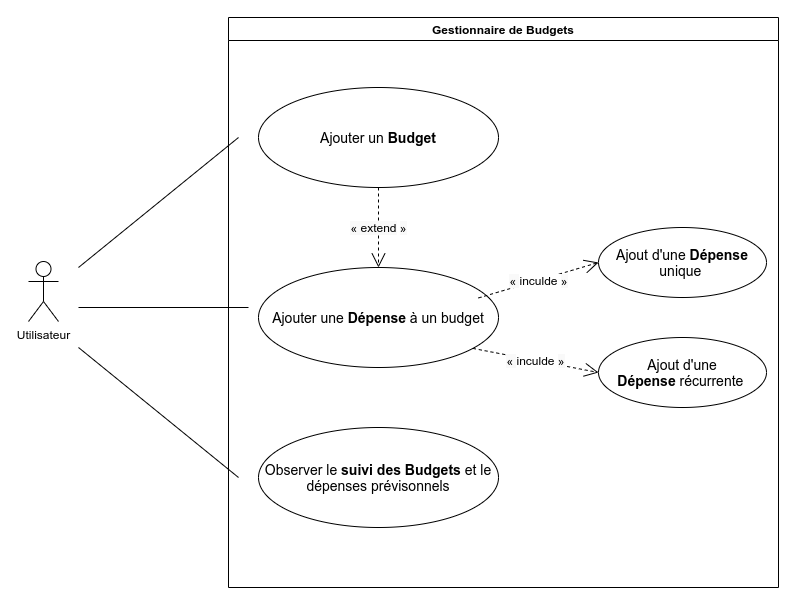 Gestionnaire de Budgets
Ajouter un Budget
« extend »
Ajout d'une Dépense
unique
« inculde »
Ajouter une Dépense à un budget
Utilisateur
« inculde »
Ajout d'une
Dépense récurrente
Observer le suivi des Budgets et le
dépenses prévisonnels